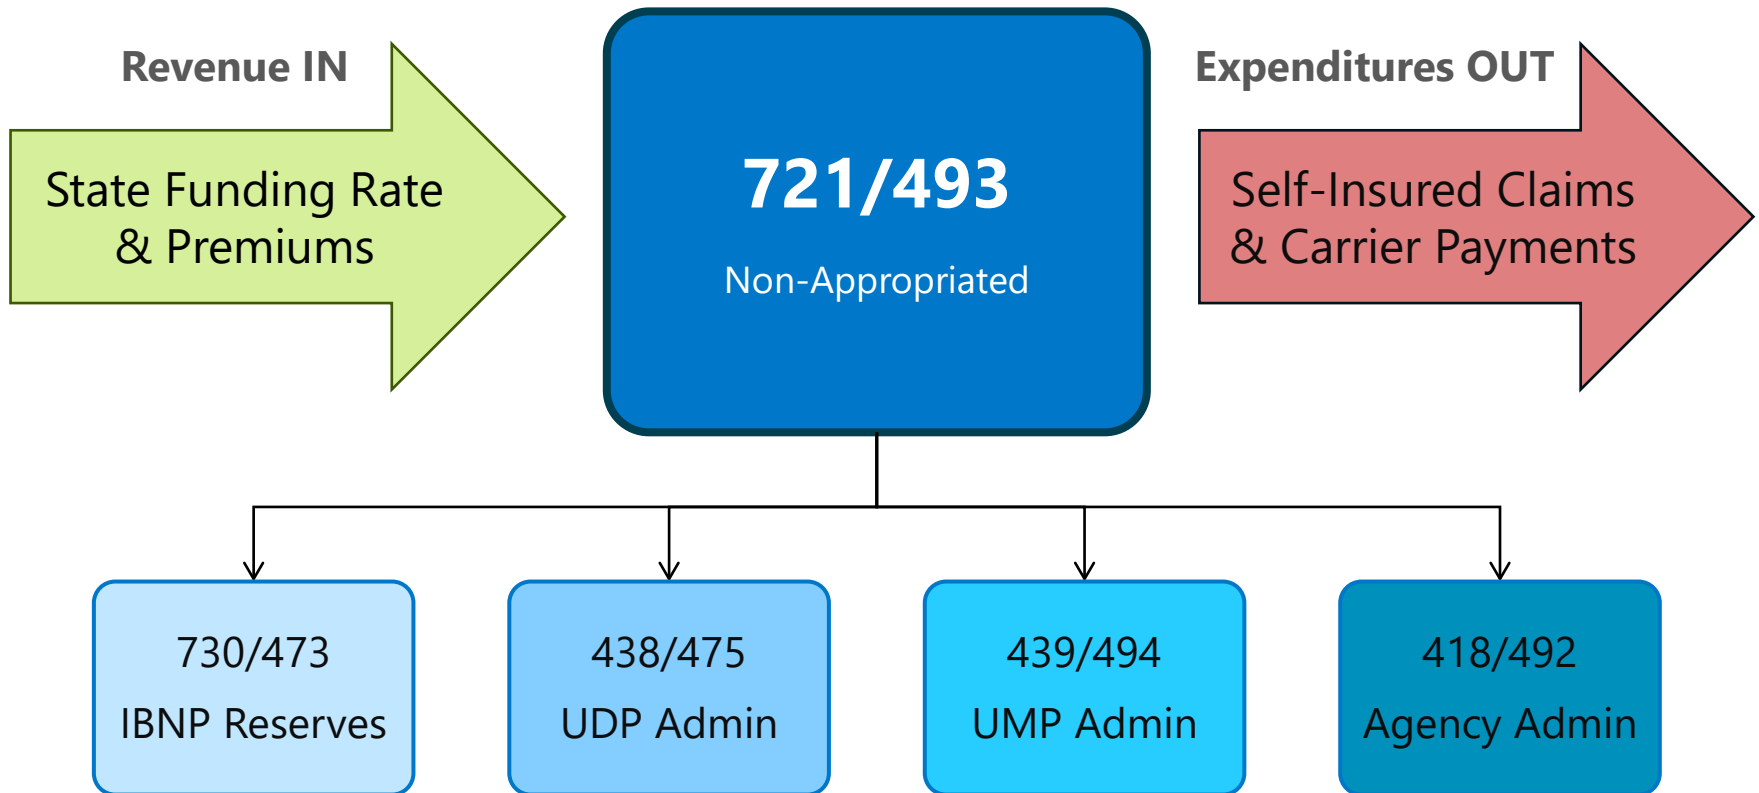 Revenue IN
State Funding Rate
& Premiums
721/493
Non-Appropriated
Expenditures OUT
Self-Insured Claims
& Carrier Payments
730/473
IBNP Reserves
438/475
UDP Admin
439/494
UMP Admin
418/492
Agency Admin